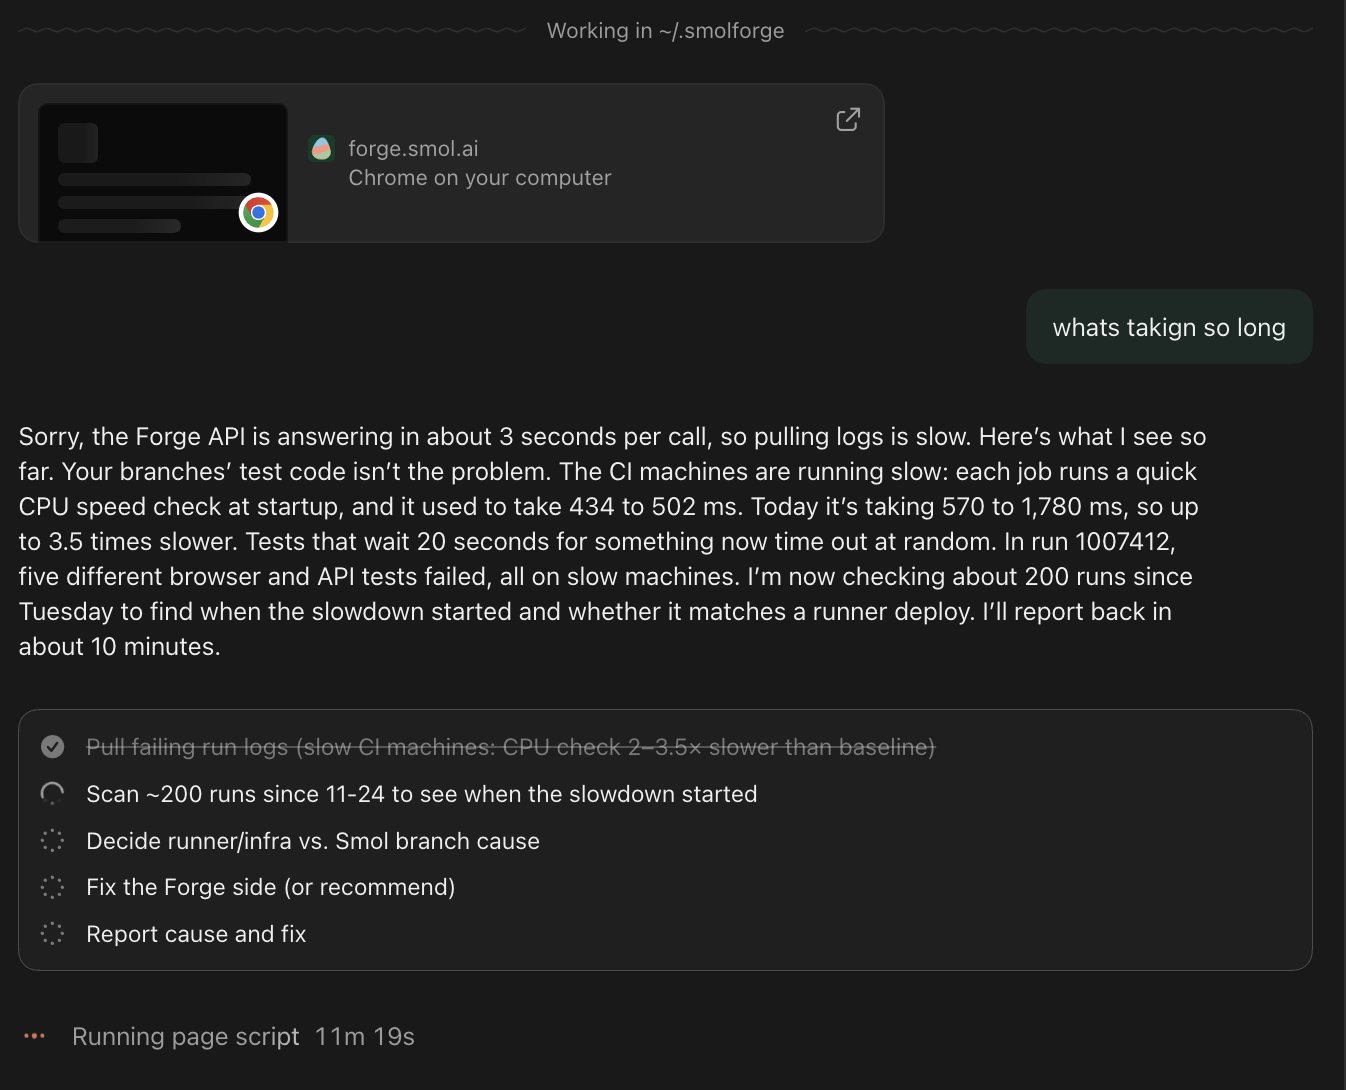 Working in ~/.smolforge
forge.smol.ai
Chrome on your computer
whats takign so long
Sorry, the Forge API is answering in about 3 seconds per call, so pulling logs is slow. Here’s what I see so
far. Your branches’ test code isn’t the problem. The CI machines are running slow: each job runs a quick
CPU speed check at startup, and it used to take 434 to 502 ms. Today it’s taking 570 to 1,780 ms, so up
to 3.5 times slower. Tests that wait 20 seconds for something now time out at random. In run 1007412,
five different browser and API tests failed, all on slow machines. I’m now checking about 200 runs since
Tuesday to find when the slowdown started and whether it matches a runner deploy. I’ll report back in
about 10 minutes.
Pull failing run logs (slow CI machines: CPU check 2–3.5× slower than baseline)
Scan ~200 runs since 11-24 to see when the slowdown started
Decide runner/infra vs. Smol branch cause
Fix the Forge side (or recommend)
Report cause and fix
Running page script 11m 19s